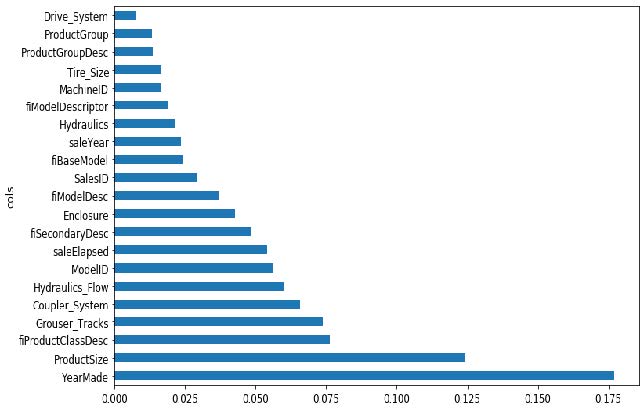 Drive_System
ProductGroup
ProductGroupDesc
Tire_Size
MachineID
fiModelDescriptor
Hydraulics
saleYear
fiBaseModel
SalesID
fiModelDesc
Enclosure
fiSecondaryDesc
saleElapsed
ModelID
Hydraulics_Flow
Coupler_System
Grouser_Tracks
fiProductClassDesc
ProductSize
YearMade
cols
0.000 0.025 0.050 0.075 0.100 0.125 0.150 0.175